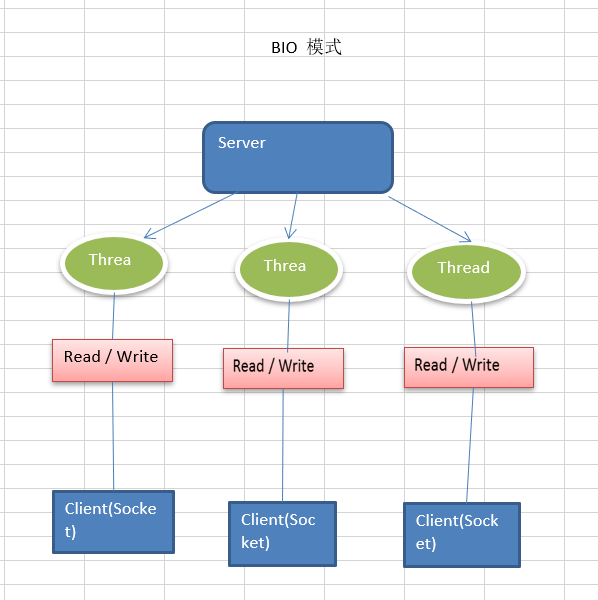 BIO 模式
Server
Threa
Threa
Thread
Read / Write
Read / Write
Read / Write
Client(Socke
t)
Client(Soc
ket)
Client(Sock
et)